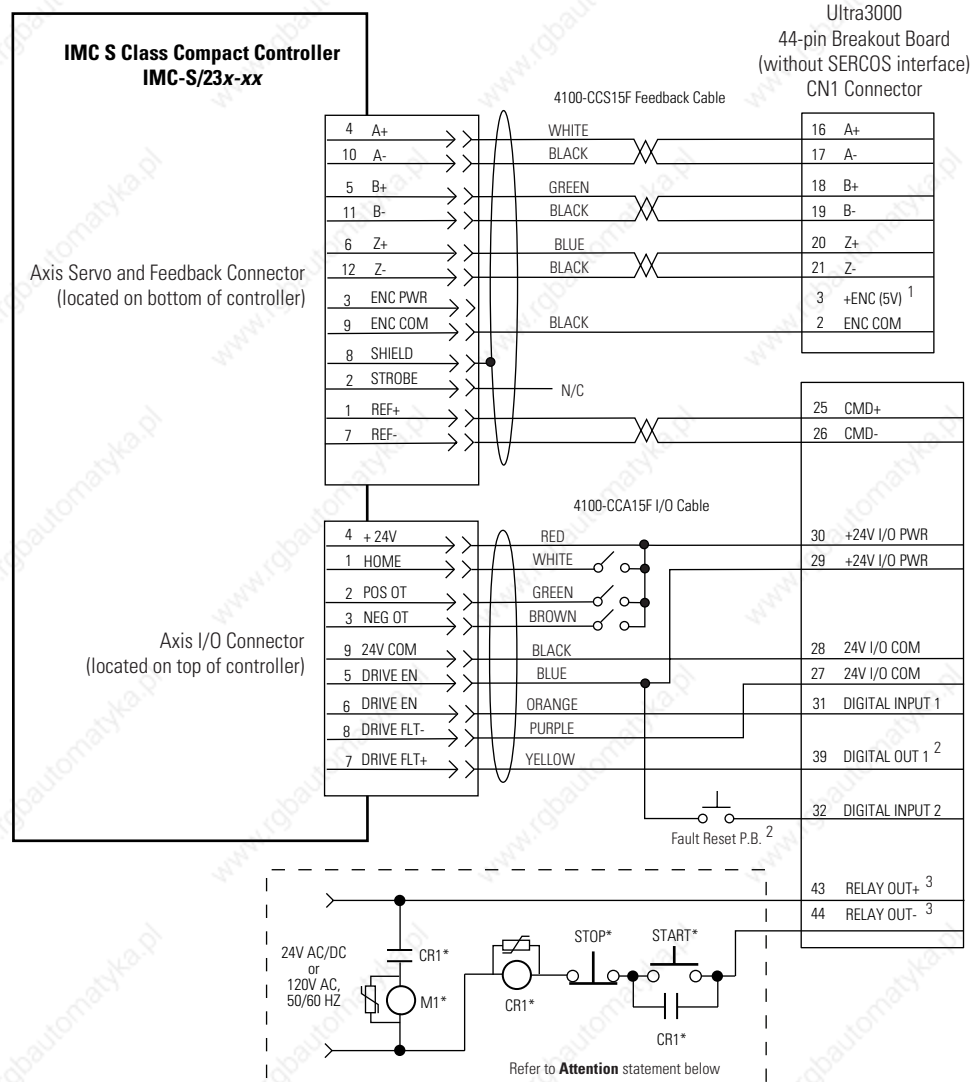 Ultra3000
44-pin Breakout Board
(without SERCOS interface)
CN1 Connector
IMC S Class Compact Controller
IMC-S/23x-xx
4100-CCS15F Feedback Cable
4 A+ WHITE 16 A+
10 A- BLACK 17 A-
5 B+ GREEN 18 B+
11 B- BLACK 19 B-
6 Z+ BLUE 20 Z+
12 Z- BLACK 21 Z-
Axis Servo and Feedback Connector
(located on bottom of controller)
3 ENC PWR 3 +ENC (5V) 1
9 ENC COM BLACK 2 ENC COM
8 SHIELD
2 STROBE N/C
1 REF+ 25 CMD+
7 REF- 26 CMD-
4100-CCA15F I/O Cable
4 + 24V RED 30 +24V I/O PWR
1 HOME WHITE 29 +24V I/O PWR
2 POS OT GREEN
3 NEG OT BROWN
Axis I/O Connector
(located on top of controller)
9 24V COM BLACK 28 24V I/O COM
5 DRIVE EN BLUE 27 24V I/O COM
6 DRIVE EN ORANGE 31 DIGITAL INPUT 1
8 DRIVE FLT- PURPLE
7 DRIVE FLT+ YELLOW 39 DIGITAL OUT 1 2
32 DIGITAL INPUT 2
Fault Reset P.B. 2
43 RELAY OUT+ 3
44 RELAY OUT- 3
24V AC/DC
or
120V AC,
50/60 HZ
CR1*
M1*
CR1*
STOP*
START*
CR1*
Refer to Attention statement below
www.rgbautomatyka.pl